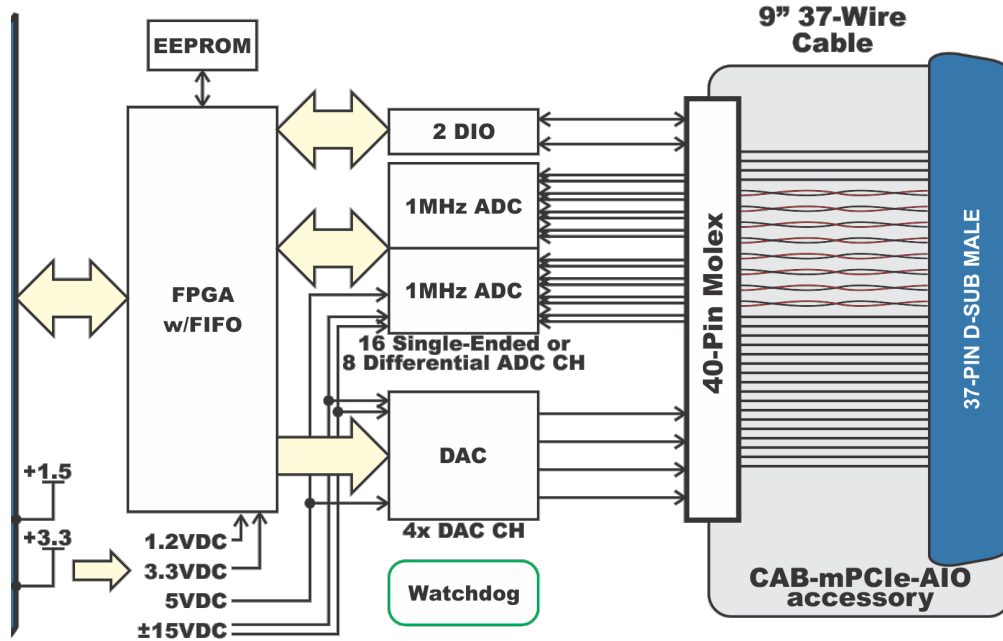 9” 37-Wire
Cable
EEPROM
2 DIO
1MHz ADC
1MHz ADC
FPGA
w/FIFO
16 Single-Ended or
8 Differential ADC CH
40-Pin Molex
37-PIN D-SUB MALE
DAC
4x DAC CH
+1.5
+3.3
1.2VDC
3.3VDC
5VDC
±15VDC
Watchdog
CAB-mPCIe-AIO
accessory